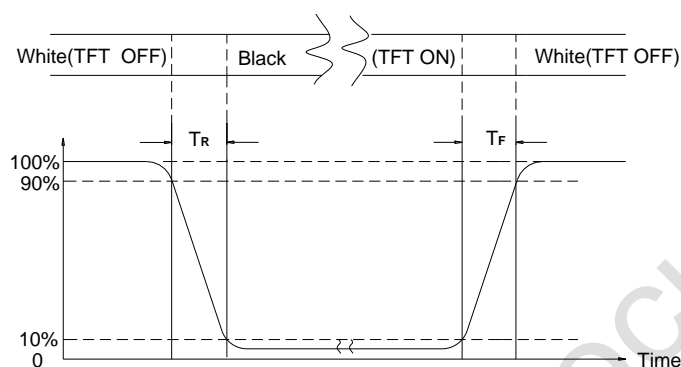 White(TFT OFF) Black (TFT ON) White(TFT OFF)
TR TF
100%
90%
10%
0 Time